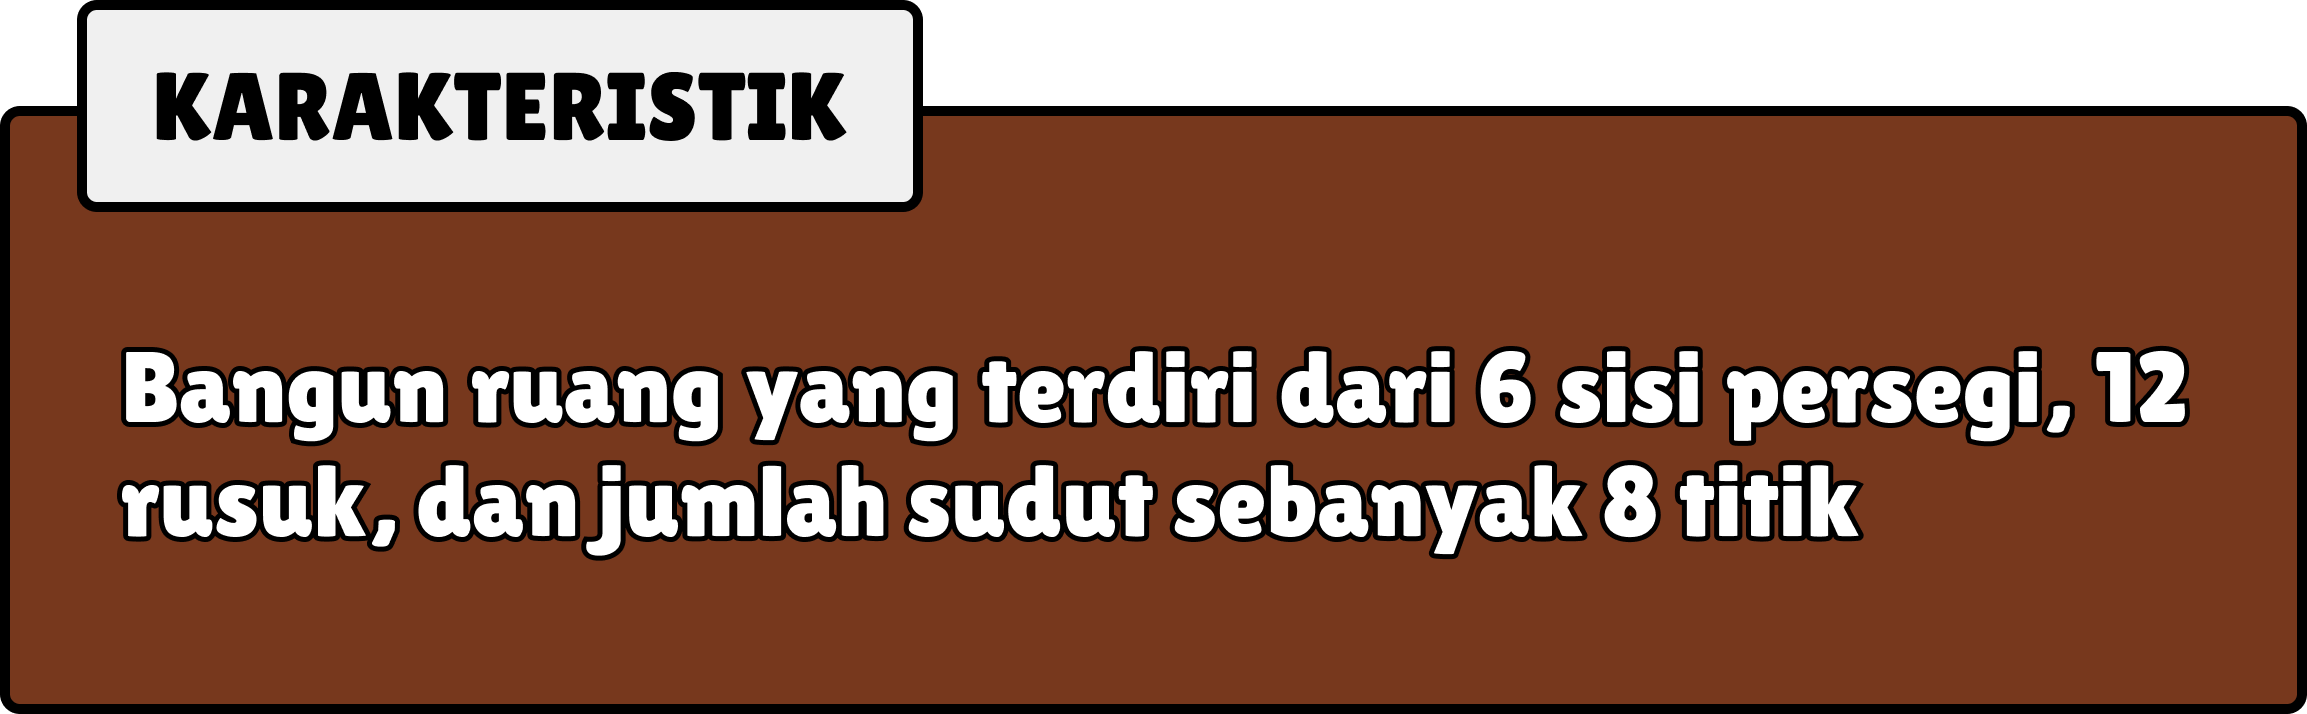 KARAKTERISTIK
Bangun ruang yang terdiri dari 6 sisi persegi, 12
rusuk, dan jumlah sudut sebanyak 8 titik